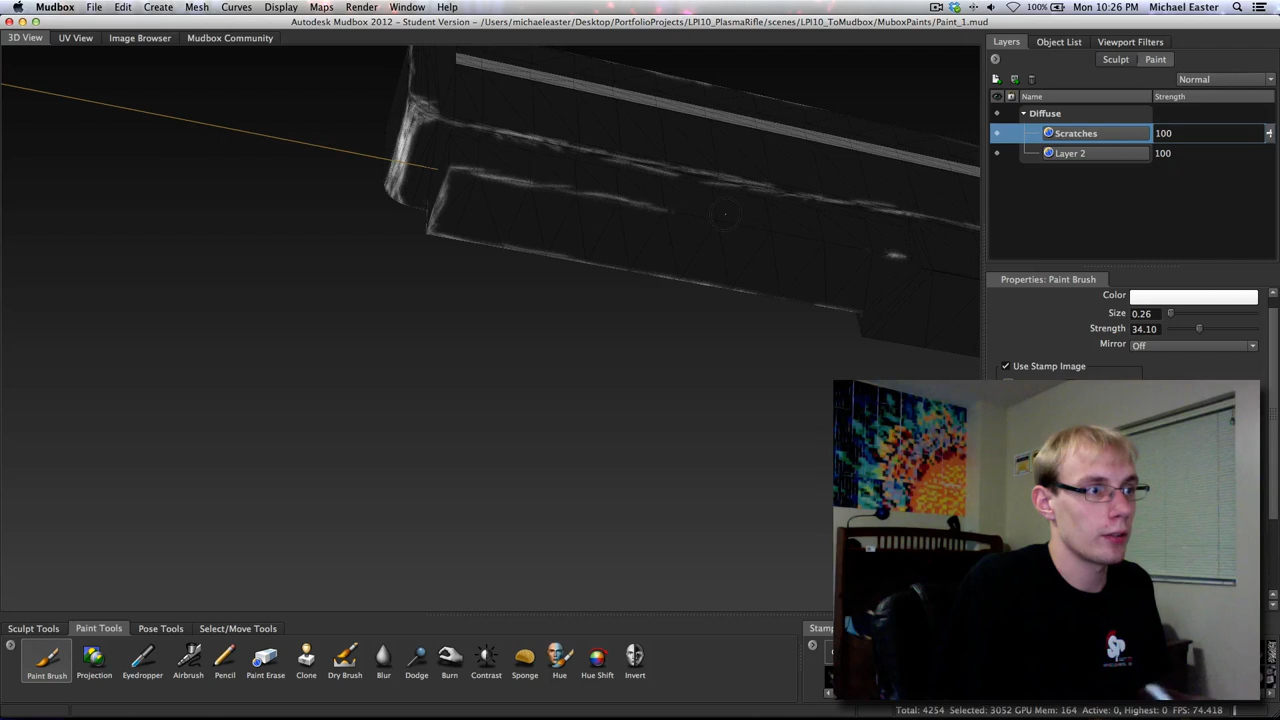 Mudbox File Edit Create Mesh Curves Display Render Maps Window Help 100% Mon 10:26 PM Michael Easter
Autodesk Mudbox 2012 - Student Version - /Users/michaeleaster/Desktop/PortfolioProjects/LPI10_PlasmaRifle/scenes/LPI10_ToMudbox/MuboxPaints/Paint_1.mud
3D View UV View Image Browser Mudbox Community
Layers Object List Viewport Filters
Sculpt Paint
Normal
Name Strength
Diffuse
Scratches 100
Layer 2 100
Properties: Paint Brush
Color
Size 0.26
Strength 34.10
Mirror Off
Use Stamp Image
Sculpt Tools Paint Tools Pose Tools Select/Move Tools
Stamp
Paint Brush Projection Eyedropper Airbrush Pencil Paint Erase Clone Dry Brush Blur Dodge Burn Contrast Sponge Hue Hue Shift Invert
SP
Total: 4254 Selected: 3052 GPU Mem: 164 Active: 0, Highest: 0 FPS: 74.418